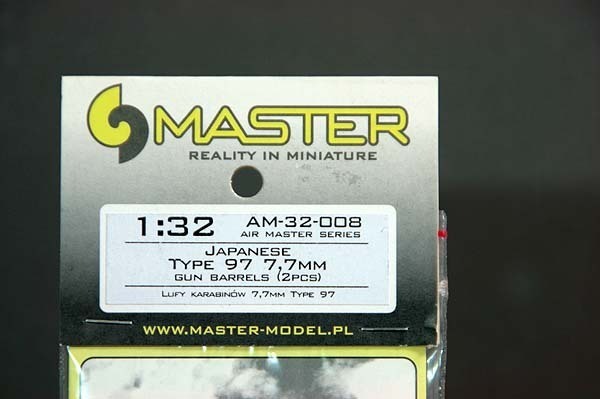 MASTER
REALITY IN MINIATURE
1:32 AM-32-008
AIR MASTER SERIES
JAPANESE
TYPE 97 7,7MM
GUN BARRELS (2PCS)
LUFY KARABINÓW 7,7MM TYPE 97
WWW.MASTER-MODEL.PL